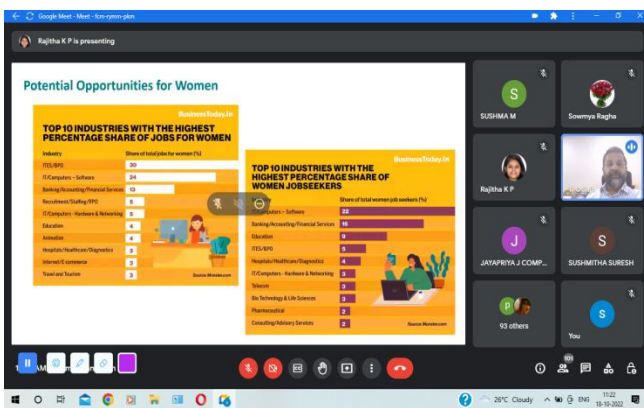 Google Meet - Meet - fcm-rymn-pkm
Rajitha K P is presenting
Potential Opportunities for Women
BusinessToday.In
TOP 10 INDUSTRIES WITH THE HIGHEST
PERCENTAGE SHARE OF JOBS FOR WOMEN
Industry Share of total jobs for women (%)
ITES/BPO 30
IT/Computers - Software 24
Banking/Accounting/Financial Services
Recruitment/Staffing/RPO 5
IT/Computers - Hardware & Networking 5
Education 4
Animation 4
Hospitals/Healthcare/Diagnostics 3
Internet/E-commerce 3
Travel and Tourism 3
Source: Monster.com
BusinessToday.In
TOP 10 INDUSTRIES WITH THE
HIGHEST PERCENTAGE SHARE OF
WOMEN JOBSEEKERS
Share of total women job seekers (%)
IT/Computers - Software 22
Banking/Accounting/Financial Services 16
Education 9
ITES/BPO 5
Hospitals/Healthcare/Diagnostics 4
IT/Computers - Hardware & Networking 3
Telecom 3
Bio Technology & Life Sciences 3
Pharmaceutical 2
Consulting/Advisory Services 2
Source: Monster.com
S
SUSHMA M
Sowmya Ragha
Rajitha K P
J
JAYAPRIYA J COMP...
S
SUSHMITHA SURESH
P
93 others
S
You
101
26°C Cloudy
ENG
11:22
18-10-2022